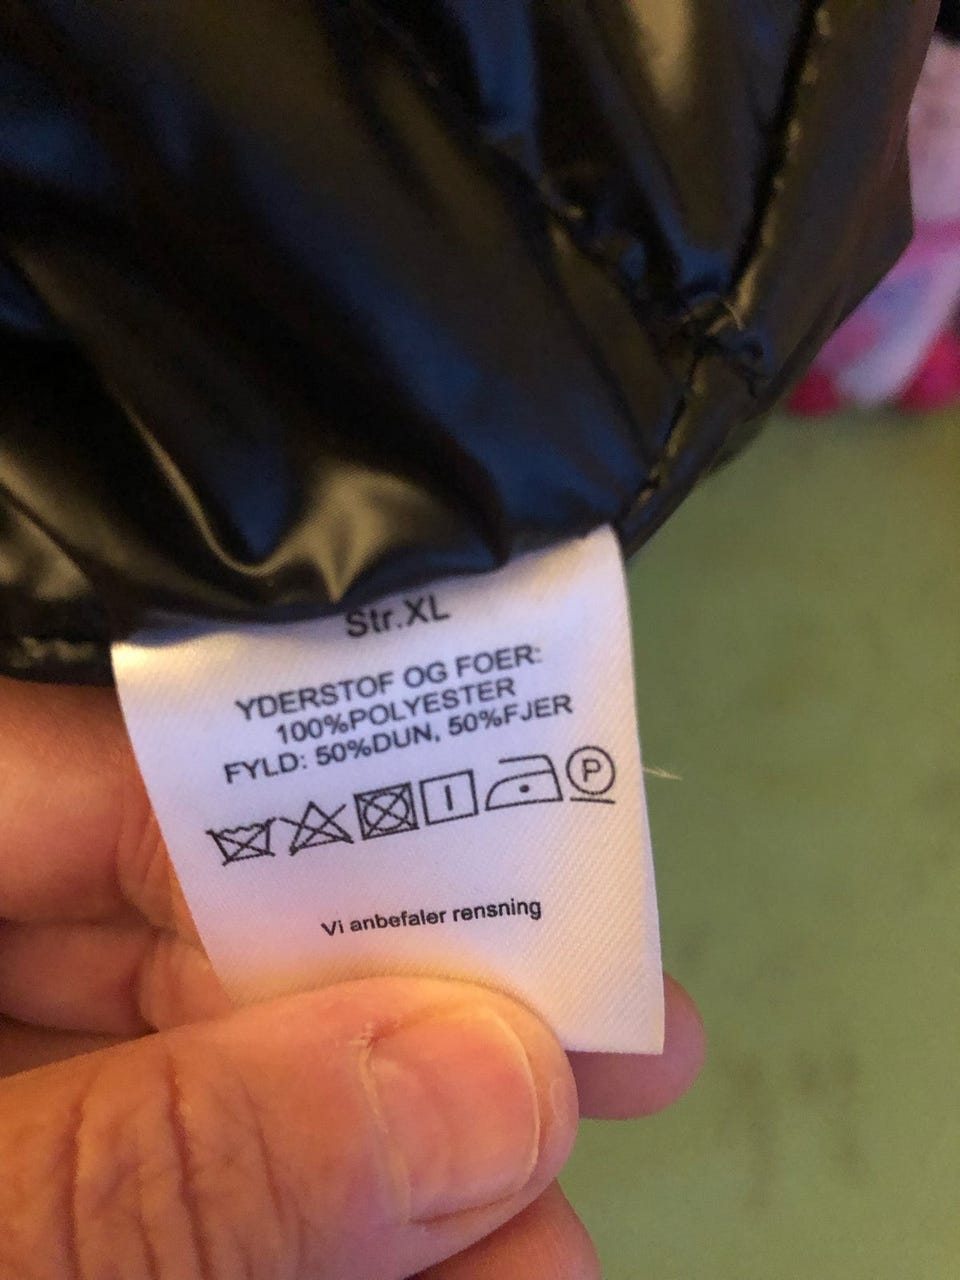 Str.XL
YDERSTOF OG FOER:
100%POLYESTER
FYLD: 50%DUN, 50%FJER
P
Vi anbefaler rensning